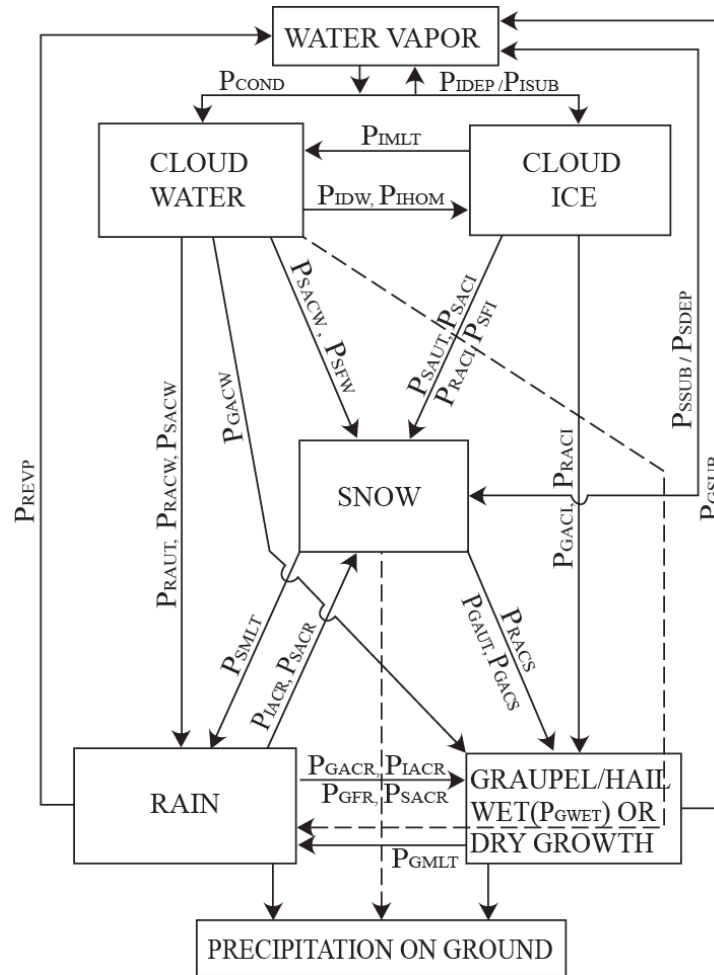 WATER VAPOR
PCOND
PIDEP /PISUB
CLOUD
WATER
PIMLT
CLOUD
ICE
PIDW, PIHOM
PSACW , PSFW
PSAUT, PSACI
PRACI, PSFI
PGACW
PSSUB / PSDEP
PREVP
PRAUT, PRACW, PSACW
SNOW
PGACI, PRACI
PGSUB
PSMLT
PIACR, PSACR
PRACS
PGAUT, PGACS
RAIN
PGACR, PIACR
PGFR, PSACR
GRAUPEL/HAIL
WET(PGWET) OR
DRY GROWTH
PGMLT
PRECIPITATION ON GROUND